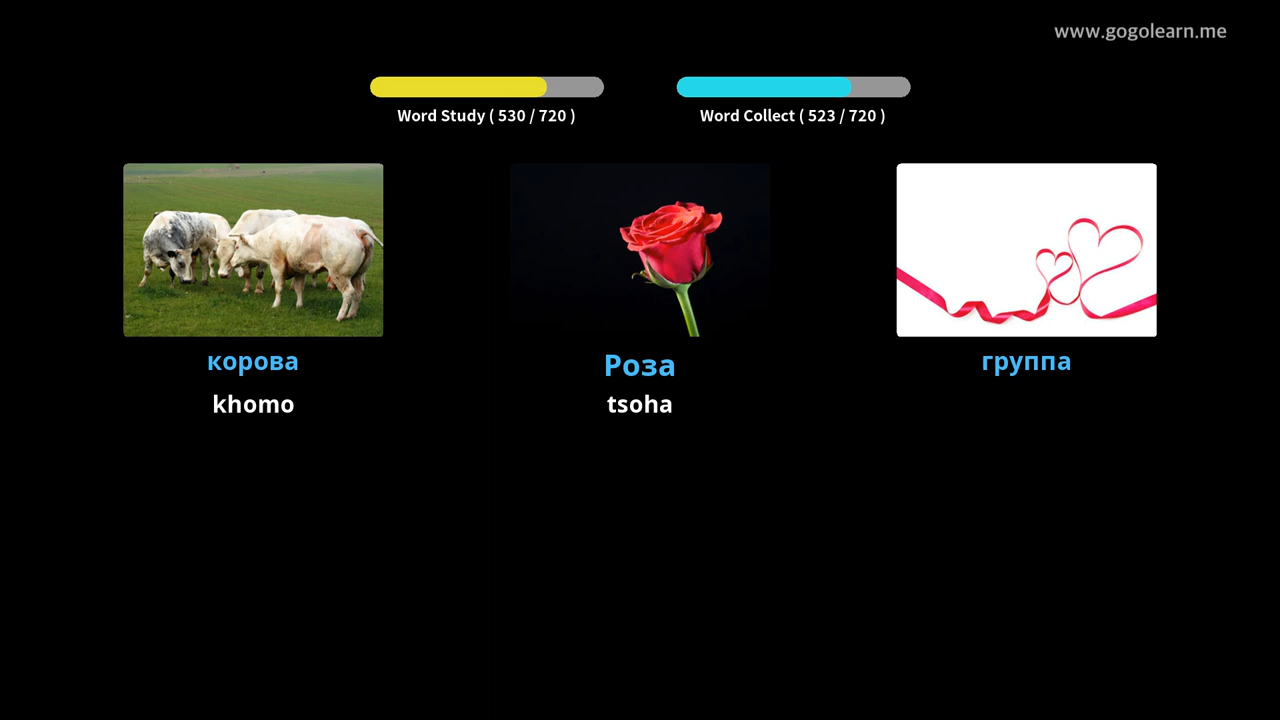 www.gogolearn.me
Word Study ( 530 / 720 )
Word Collect ( 523 / 720 )
корова
Роза
группа
khomo
tsoha